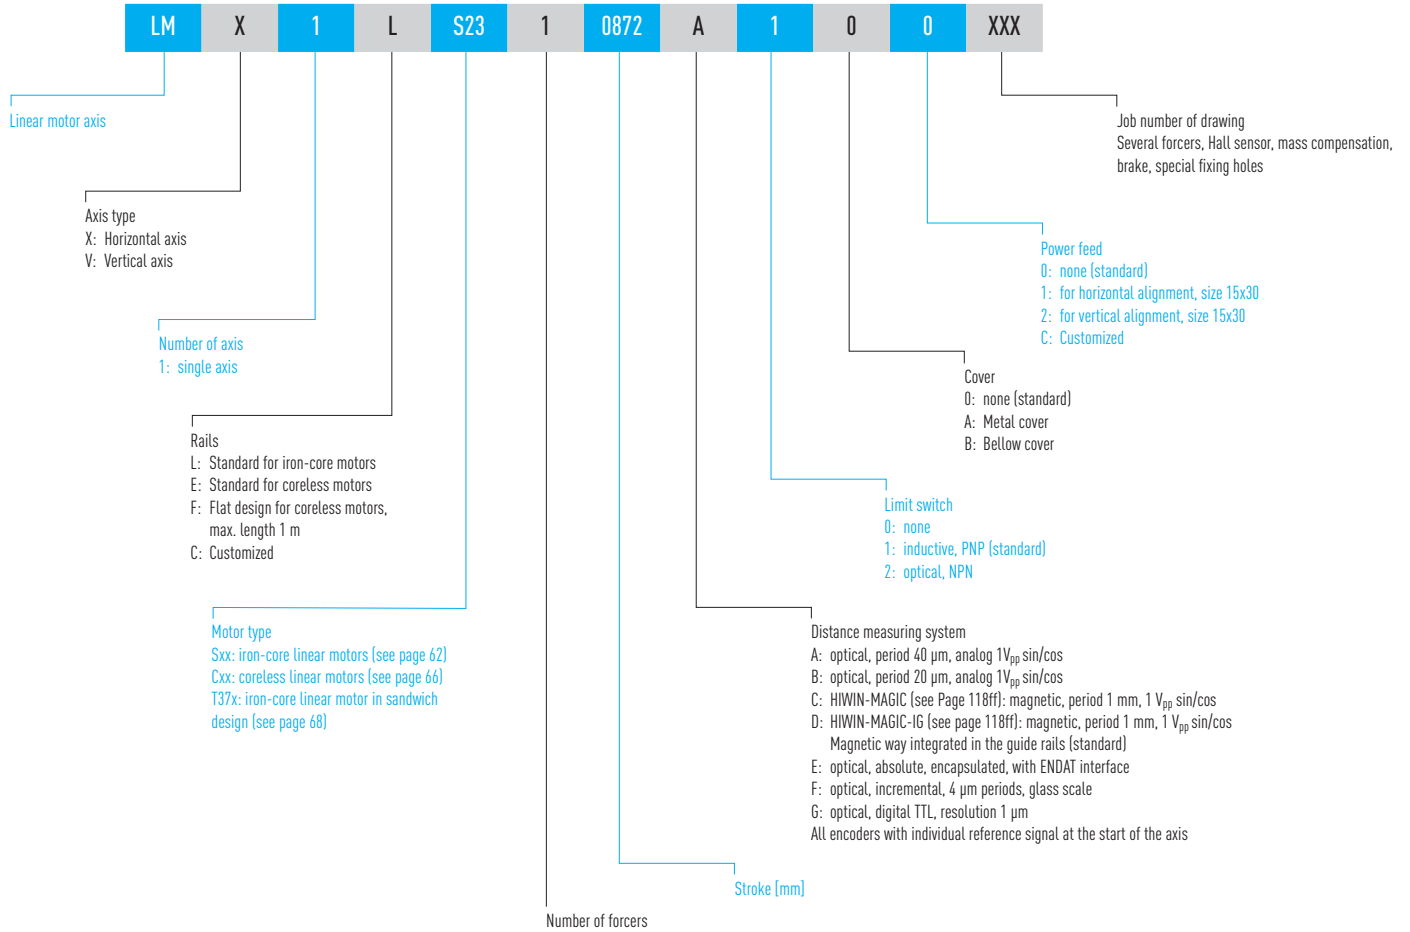 LM X 1 L S23 1 0872 A 1 0 0 XXX
Linear motor axis
Job number of drawing
Several forcers, Hall sensor, mass compensation,
brake, special fixing holes
Axis type
X: Horizontal axis
V: Vertical axis
Power feed
0: none (standard)
1: for horizontal alignment, size 15x30
2: for vertical alignment, size 15x30
C: Customized
Number of axis
1: single axis
Cover
0: none (standard)
A: Metal cover
B: Bellow cover
Rails
L: Standard for iron-core motors
E: Standard for coreless motors
F: Flat design for coreless motors,
max. length 1 m
C: Customized
Limit switch
0: none
1: inductive, PNP (standard)
2: optical, NPN
Motor type
Sxx: iron-core linear motors (see page 62)
Cxx: coreless linear motors (see page 66)
T37x: iron-core linear motor in sandwich
design (see page 68)
Distance measuring system
A: optical, period 40 µm, analog 1Vpp sin/cos
B: optical, period 20 µm, analog 1Vpp sin/cos
C: HIWIN-MAGIC (see Page 118ff): magnetic, period 1 mm, 1 Vpp sin/cos
D: HIWIN-MAGIC-IG (see page 118ff): magnetic, period 1 mm, 1 Vpp sin/cos
Magnetic way integrated in the guide rails (standard)
E: optical, absolute, encapsulated, with ENDAT interface
F: optical, incremental, 4 µm periods, glass scale
G: optical, digital TTL, resolution 1 µm
All encoders with individual reference signal at the start of the axis
Stroke [mm]
Number of forcers